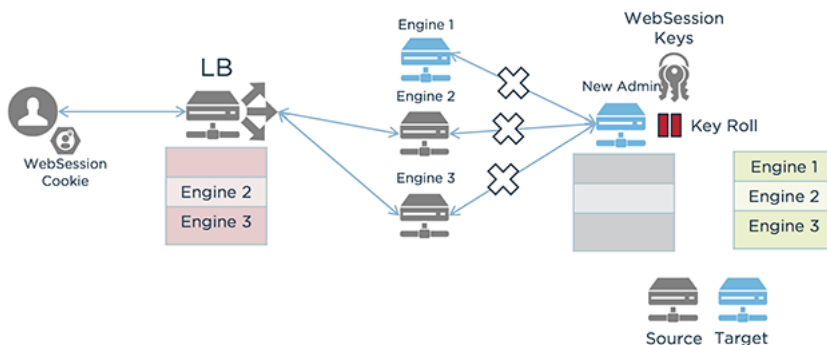 WebSession
Keys
Engine 1
LB
New Admin
Engine 2
Key Roll
WebSession
Cookie
Engine 2
Engine 3
Engine 3
Engine 1
Engine 2
Engine 3
Source
Target